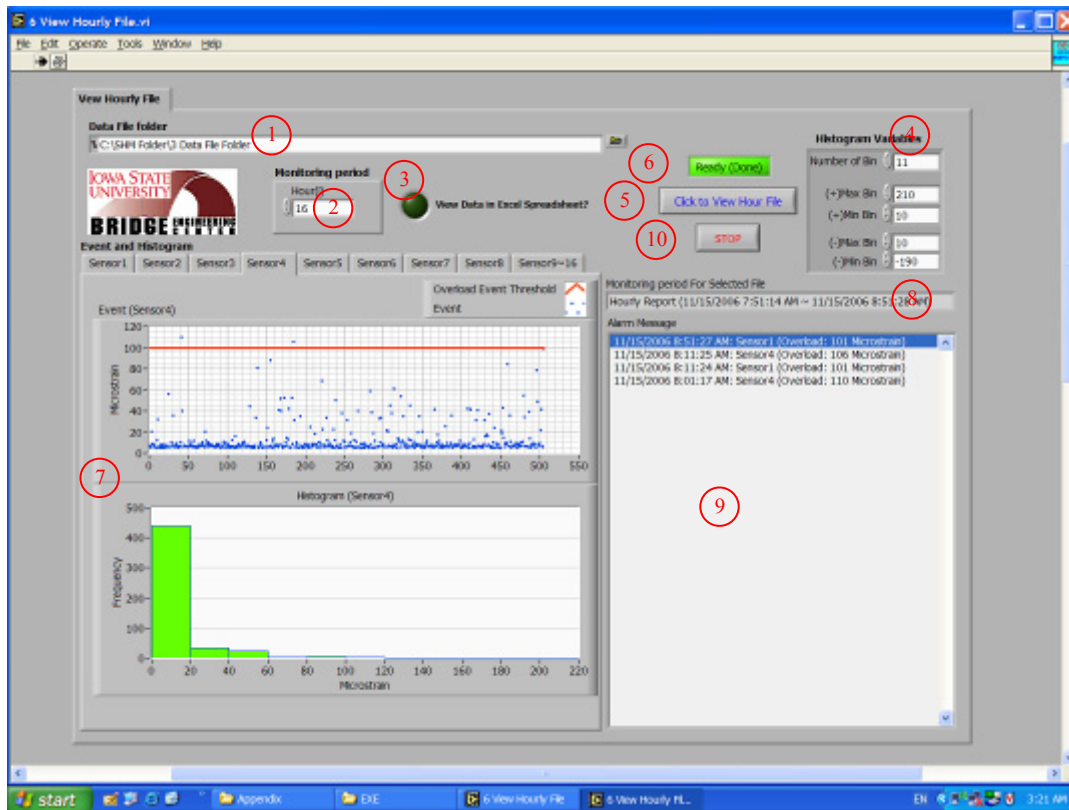 6 View Hourly File.vi
File Edit Operate Tools Window Help
View Hourly File
Data File folder
C:\SHM Folder\3 Data File Folder
1
Histogram Variables
4
Number of Bin 11
(+)Max Bin 210
(+)Min Bin 10
(-)Max Bin 10
(-)Min Bin -190
IOWA STATE
UNIVERSITY
BRIDGE ENGINEERING
CENTER
Monitoring period
16
2
3
View Data in Excel Spreadsheet?
6
Ready (Done)
5
Click to View Hour File
10
STOP
Event and Histogram
Sensor1 Sensor2 Sensor3 Sensor4 Sensor5 Sensor6 Sensor7 Sensor8 Sensor9~16
Overload Event Threshold
Event
Event (Sensor4)
Microstrain
120
100
80
60
40
20
0
0 50 100 150 200 250 300 350 400 450 500 550
7
Histogram (Sensor4)
Frequency
500
400
300
200
100
0
0 20 40 60 80 100 120 140 160 180 200 220
Microstrain
Monitoring period For Selected File
Hourly Report (11/15/2006 7:51:14 AM ~ 11/15/2006 8:51:28 AM)
8
Alarm Message
11/15/2006 8:51:27 AM: Sensor1 (Overload: 101 Microstrain)
11/15/2006 8:11:25 AM: Sensor4 (Overload: 106 Microstrain)
11/15/2006 8:11:24 AM: Sensor1 (Overload: 101 Microstrain)
11/15/2006 8:01:17 AM: Sensor4 (Overload: 110 Microstrain)
9
start Appendix EXE 6 View Hourly File 6 View Hourly Fi... EN 3:21 AM